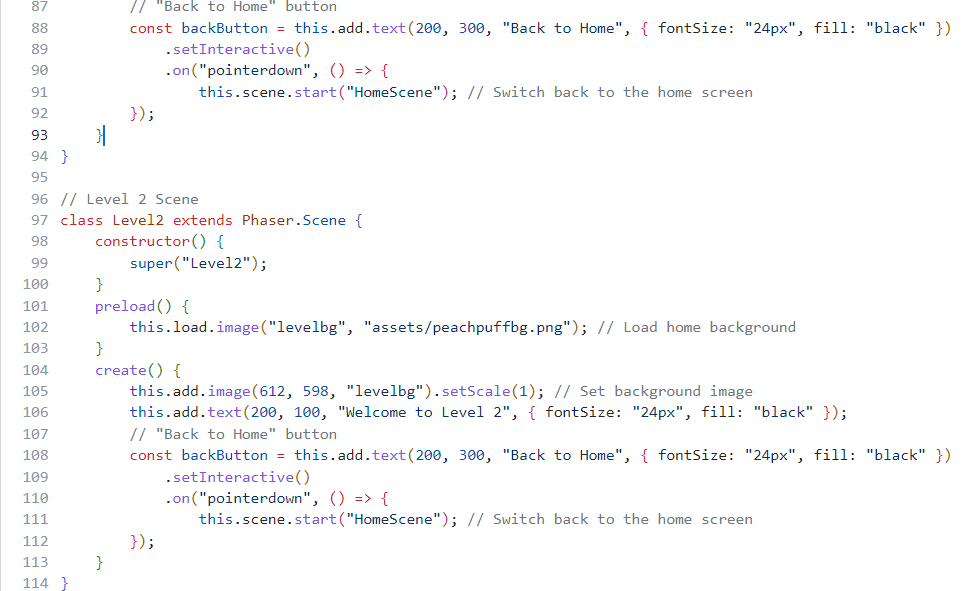 87         // "Back to Home" button
88         const backButton = this.add.text(200, 300, "Back to Home", { fontSize: "24px", fill: "black" })
89             .setInteractive()
90             .on("pointerdown", () => {
91                 this.scene.start("HomeScene"); // Switch back to the home screen
92         });
93     }
94 }
95
96 // Level 2 Scene
97 class Level2 extends Phaser.Scene {
98     constructor() {
99         super("Level2");
100     }
101     preload() {
102         this.load.image("levelbg", "assets/peachpuffbg.png"); // Load home background
103     }
104     create() {
105         this.add.image(612, 598, "levelbg").setScale(1); // Set background image
106         this.add.text(200, 100, "Welcome to Level 2", { fontSize: "24px", fill: "black" });
107         // "Back to Home" button
108         const backButton = this.add.text(200, 300, "Back to Home", { fontSize: "24px", fill: "black" })
109             .setInteractive()
110             .on("pointerdown", () => {
111                 this.scene.start("HomeScene"); // Switch back to the home screen
112         });
113     }
114 }